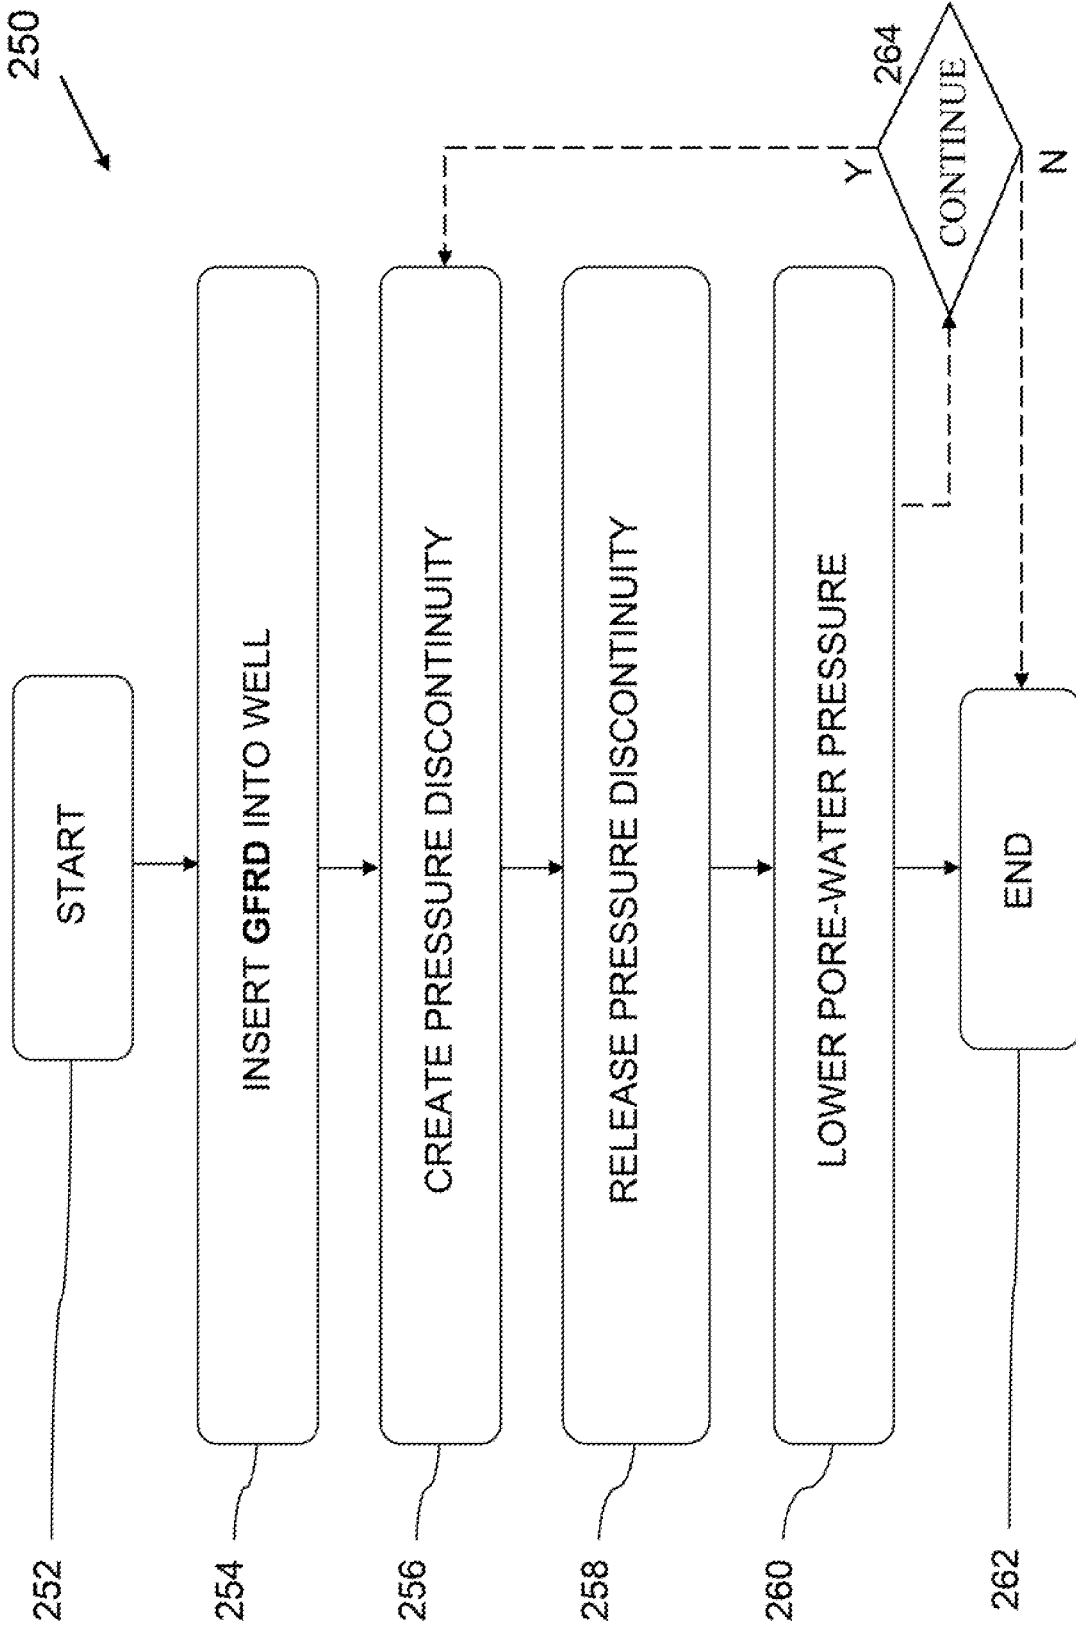 250
START
252
INSERT GFRD INTO WELL
254
CREATE PRESSURE DISCONTINUITY
256
RELEASE PRESSURE DISCONTINUITY
258
LOWER PORE-WATER PRESSURE
260
Y
264
CONTINUE
N
END
262